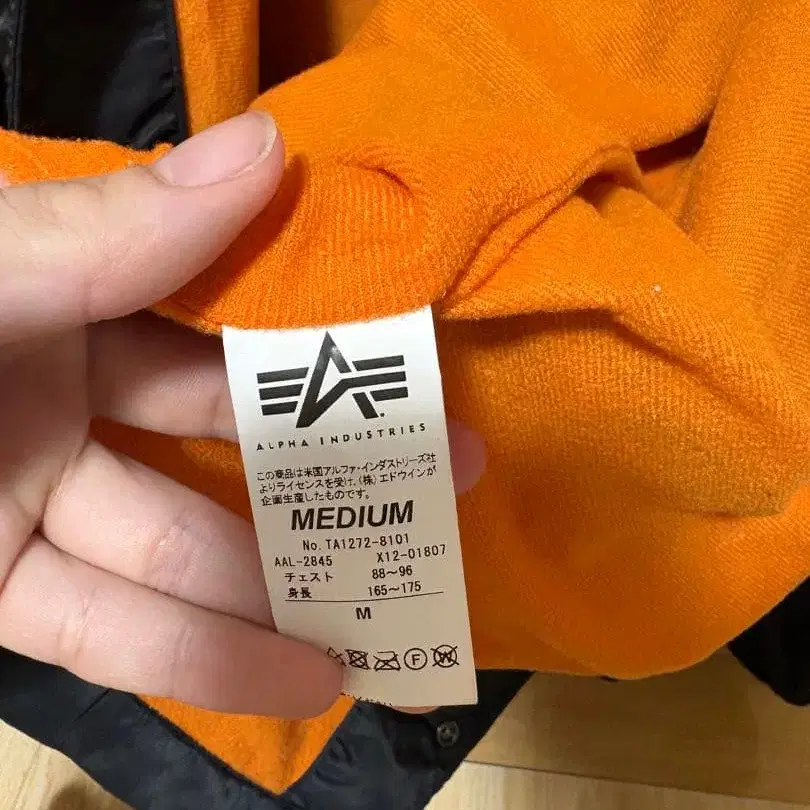 ALPHA INDUSTRIES
この商品は米国アルファ・インダストリーズ社
よりライセンスを受け、(株)エドウインが
企画生産したものです。
MEDIUM
No. TA1272-8101
AAL-2845 X12-01807
チェスト 88～96
身長 165～175
M
F
W